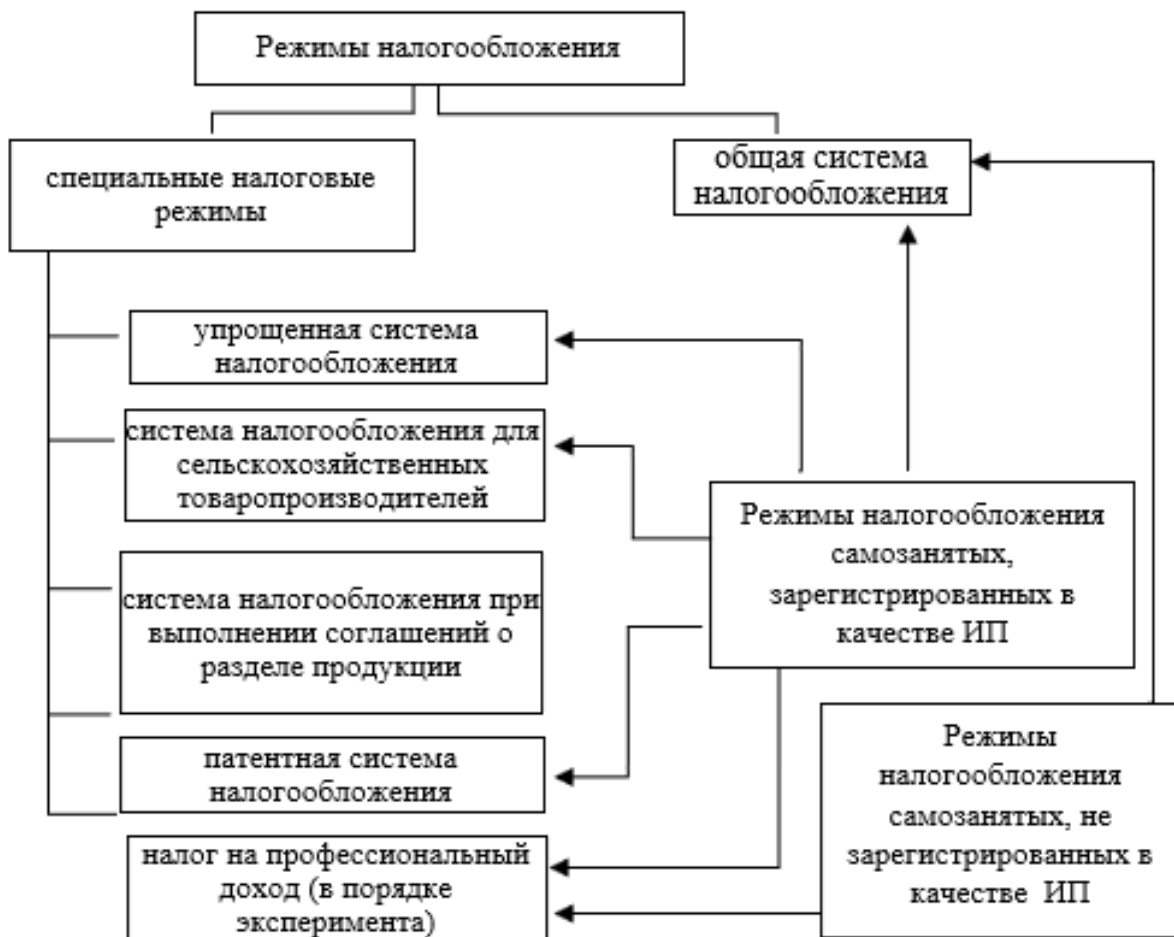 Режимы налогообложения
специальные налоговые
режимы
общая система
налогообложения
упрощенная система
налогообложения
система налогообложения для
сельскохозяйственных
товаропроизводителей
система налогообложения при
выполнении соглашений о
разделе продукции
патентная система
налогообложения
налог на профессиональный
доход (в порядке
эксперимента)
Режимы налогообложения
самозанятых,
зарегистрированных в
качестве ИП
Режимы
налогообложения
самозанятых, не
зарегистрированных в
качестве ИП